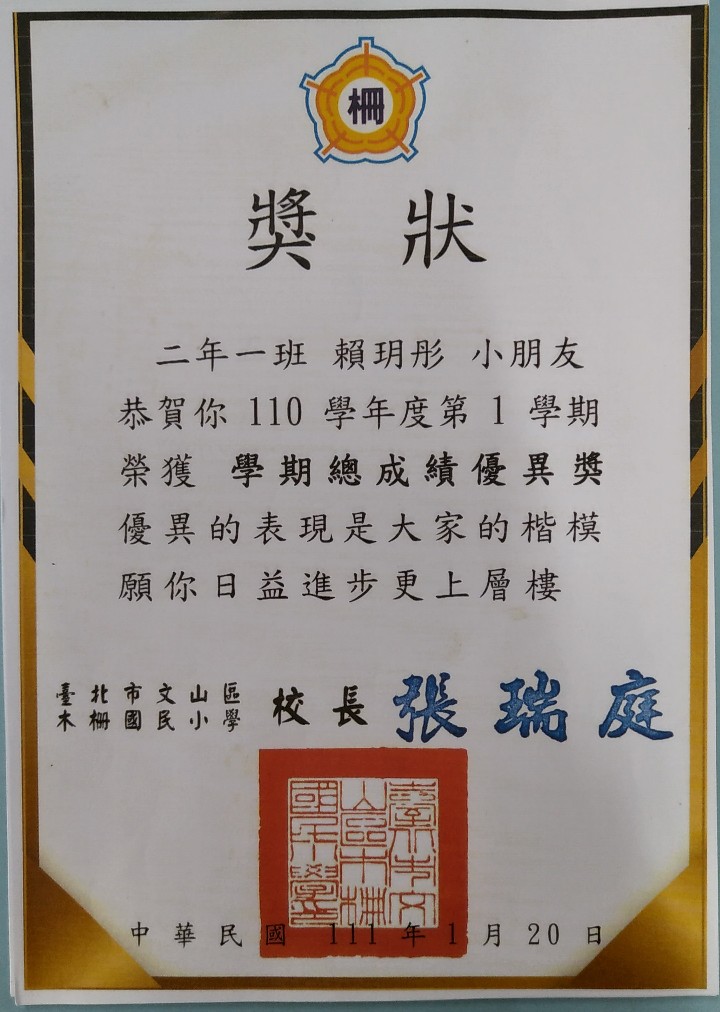 柵
獎 狀
二年一班 賴玥彤 小朋友
恭賀你 110 學年度第 1 學期
榮獲 學期總成績優異獎
優異的表現是大家的楷模
願你日益進步更上層樓
臺北市文山區
木柵國民小學
校長 張瑞庭
中華民國 111 年 1 月 20 日